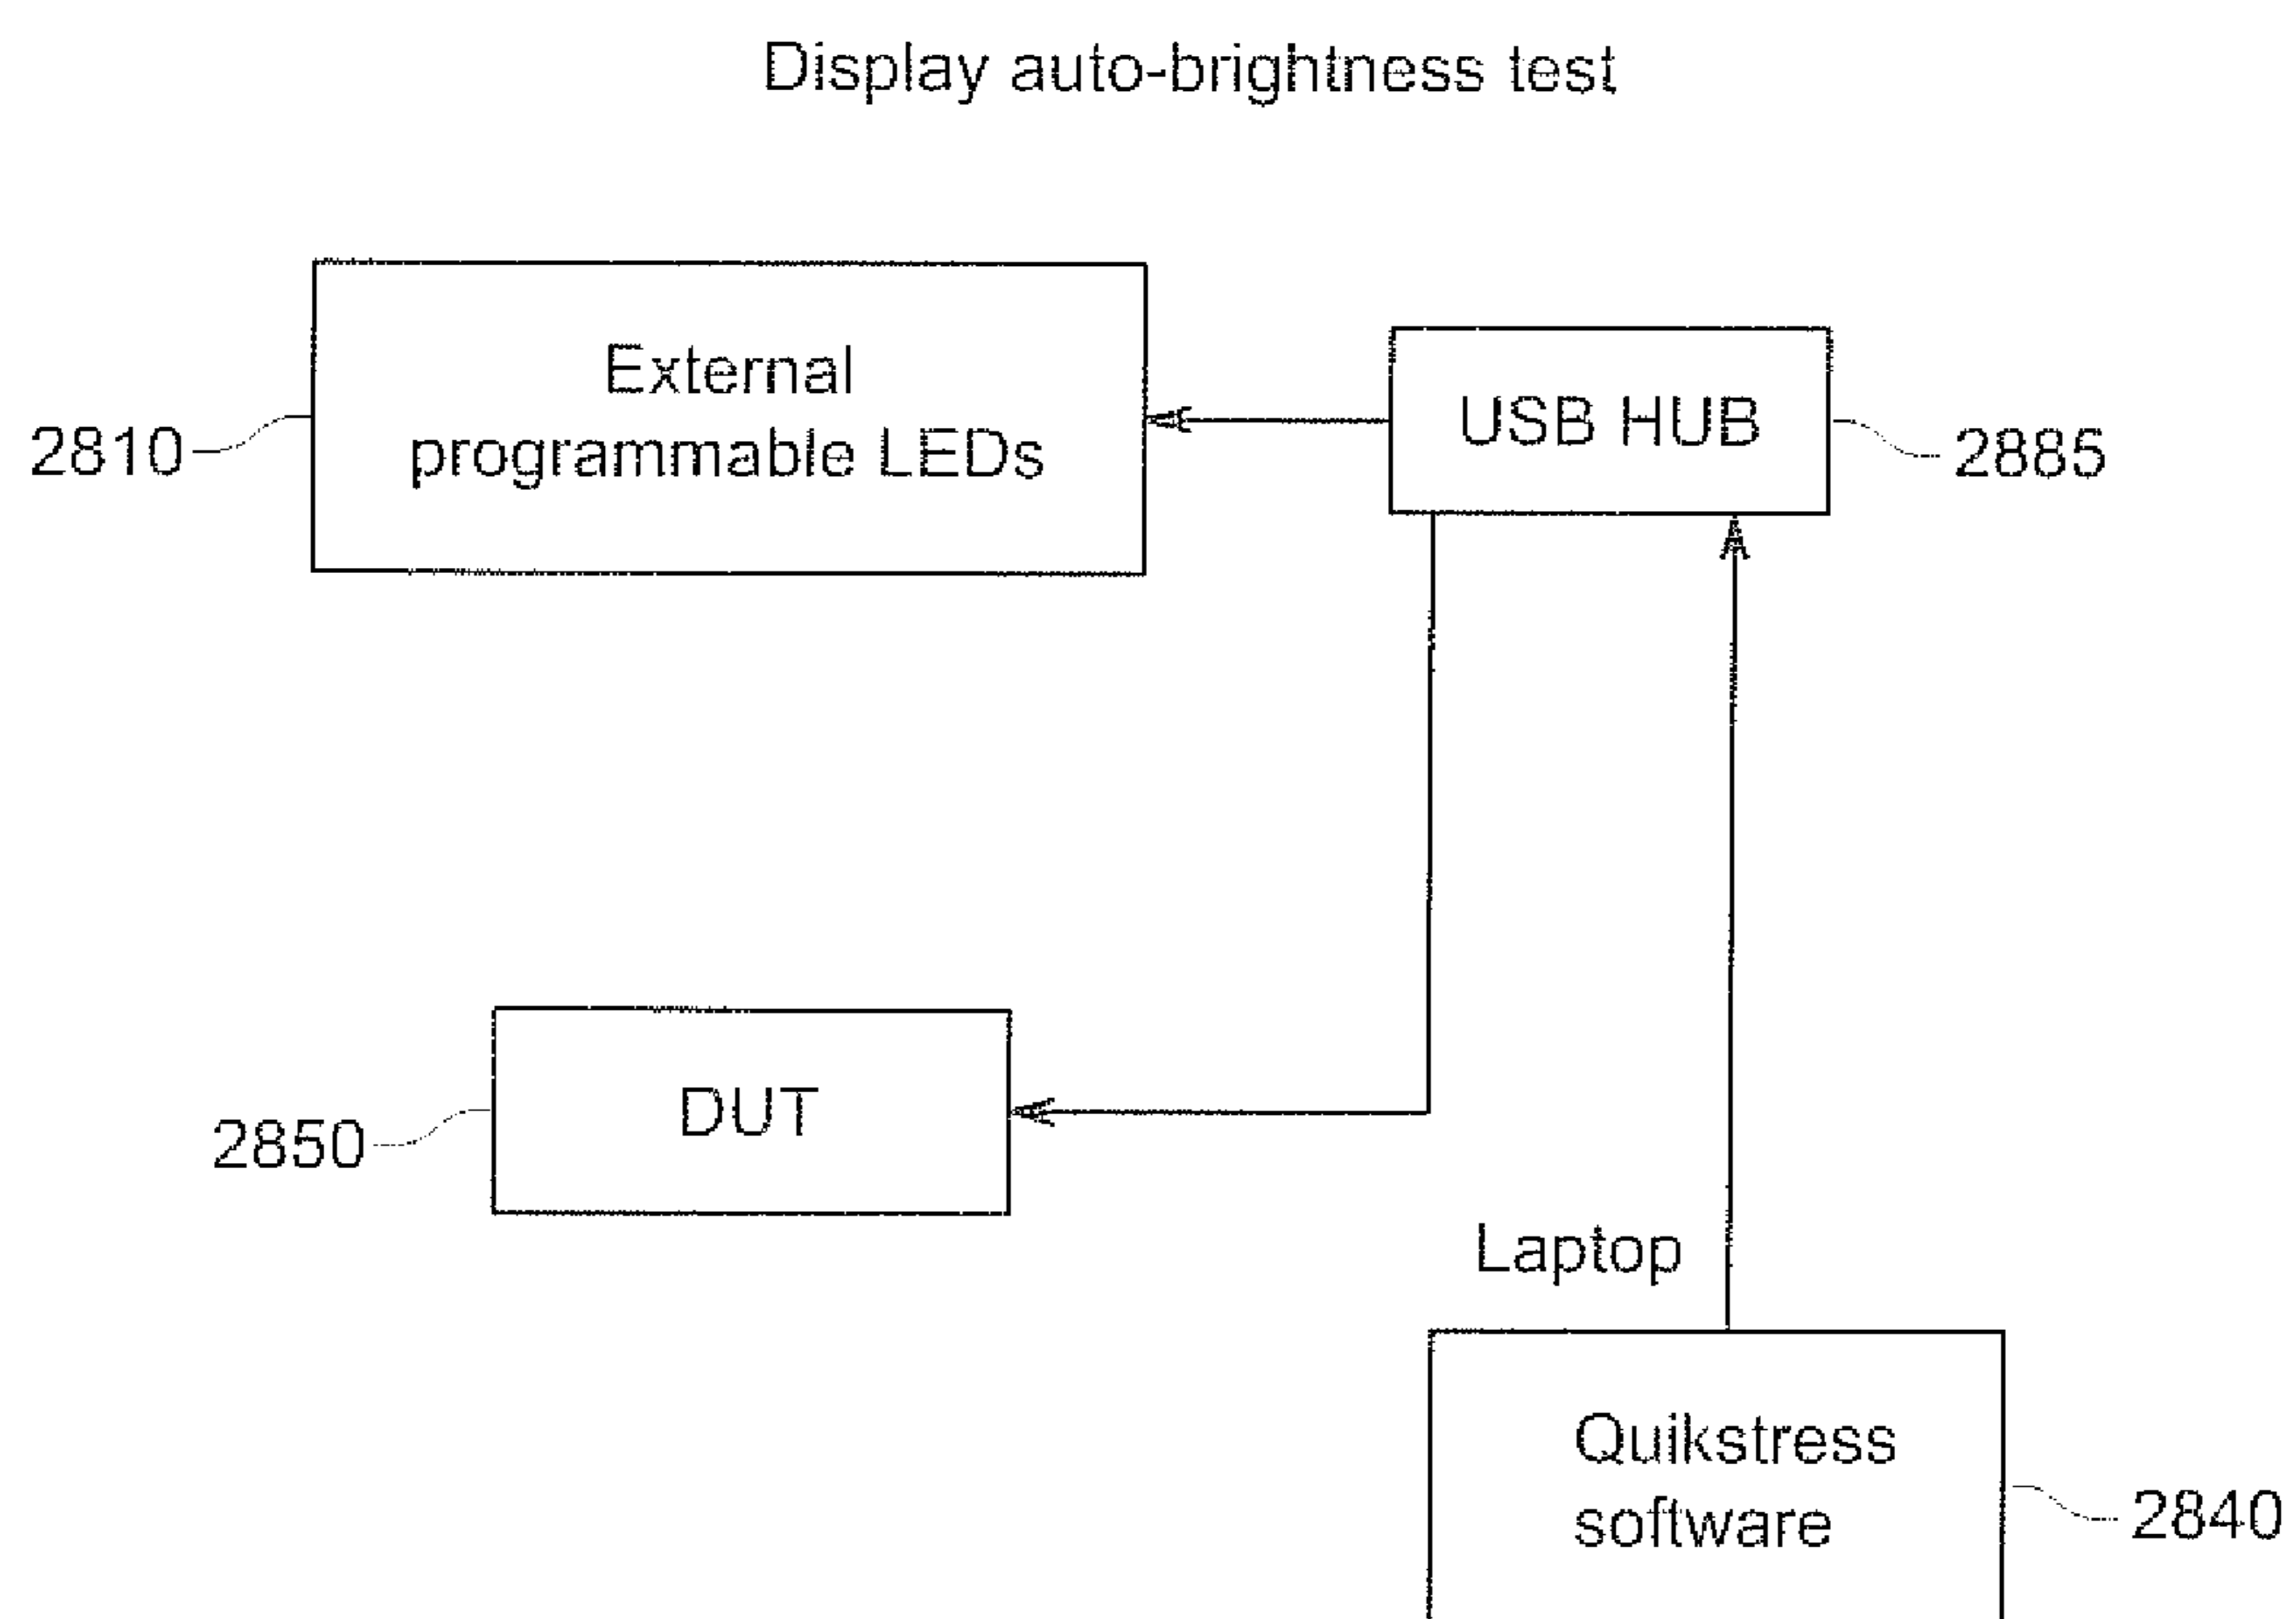 Display auto-brightness test
External
programmable LEDs
2810
USB HUB
2885
DUT
2850
Laptop
Quikstress
software
2840